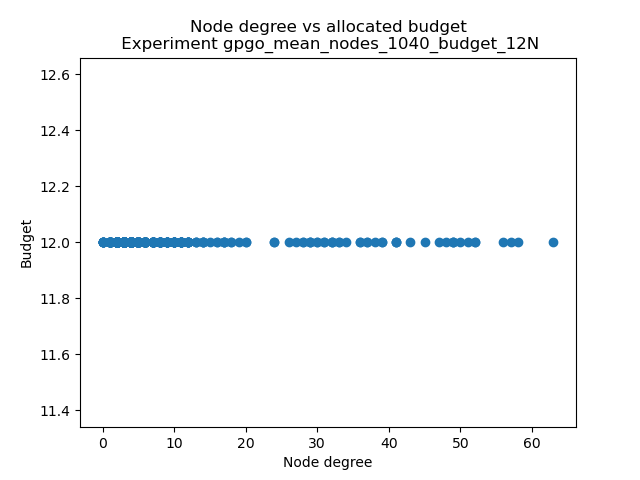 Node degree vs allocated budget
Experiment gpgo_mean_nodes_1040_budget_12N
12.6
12.4
12.2
12.0
11.8
11.6
11.4
Budget
0 10 20 30 40 50 60
Node degree